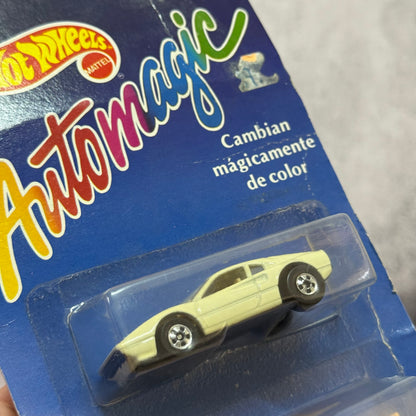 Hot Wheels
MATTEL
Automagic
Cambian
mágicamente
de color